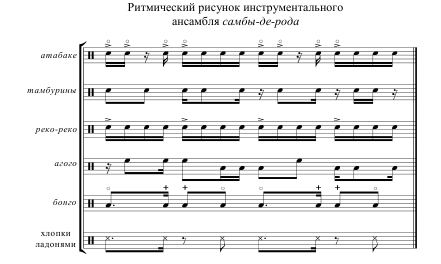 Ритмический рисунок инструментального
ансамбля самбы-де-рода
атабаке
тамбурины
реко-реко
агого
бонго
хлопки
ладонями